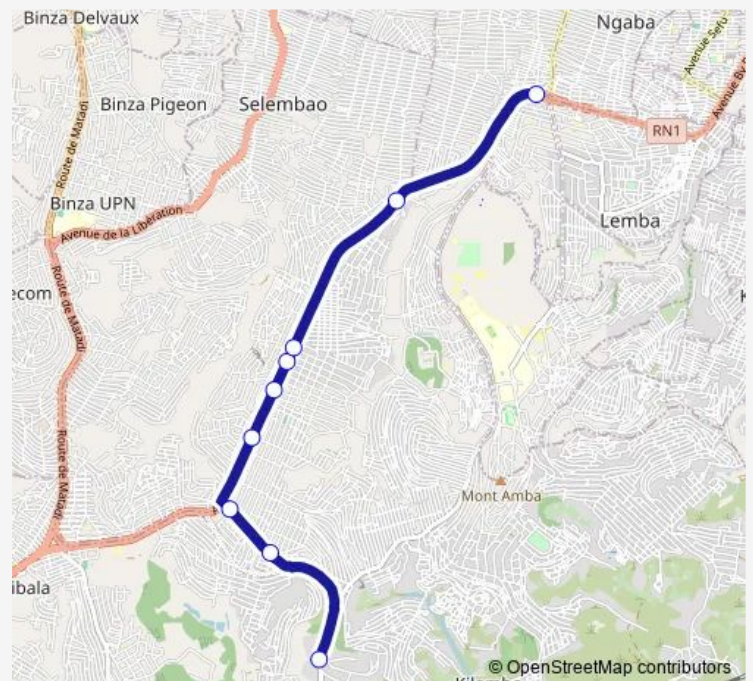 Binza Delvaux
Ngaba
Avenue Sefu
Binza Pigeon
Selembao
Route de Matadi
RN1
Binza UPN
Avenue de la Libération
Lemba
ecom
Route de Matadi
Route de Matadi
Mont Amba
ibala
© OpenStreetMap contributors